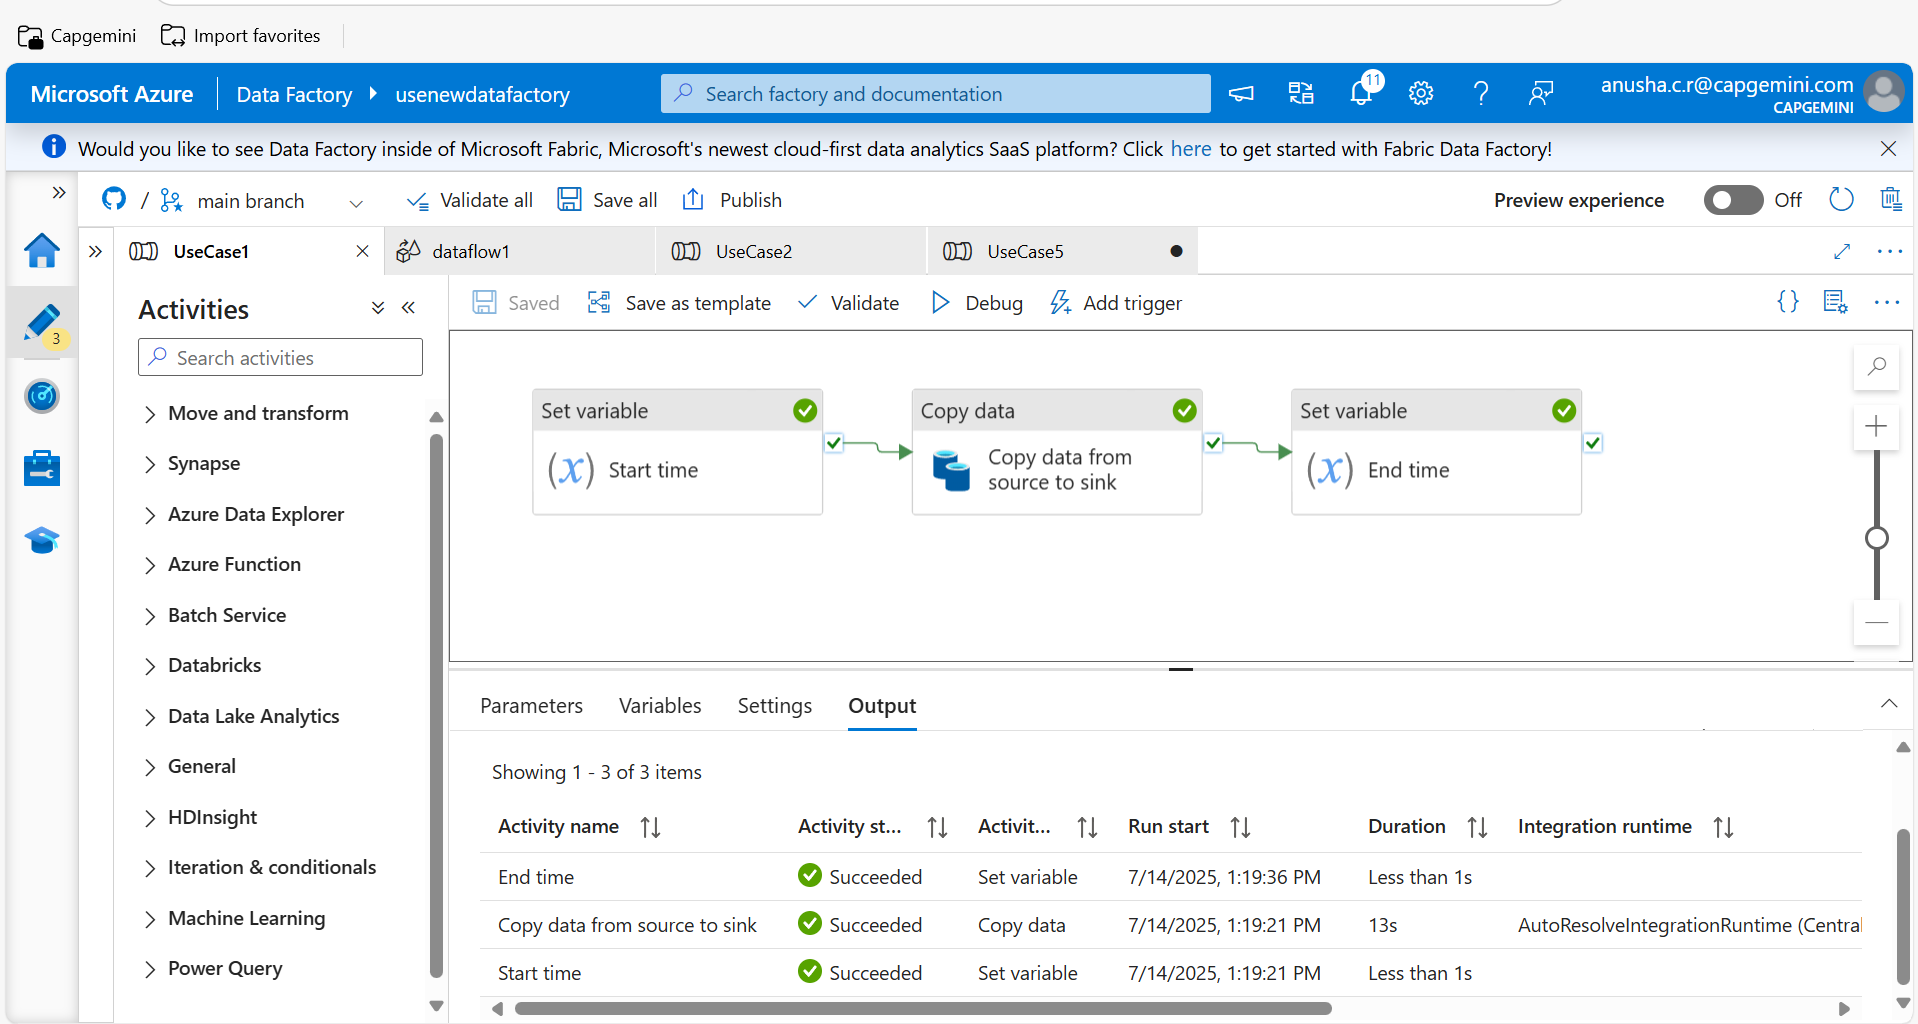 Capgemini Import favorites
Microsoft Azure Data Factory usenewdatafactory Search factory and documentation 11 anusha.c.r@capgemini.com
CAPGEMINI
Would you like to see Data Factory inside of Microsoft Fabric, Microsoft's newest cloud-first data analytics SaaS platform? Click here to get started with Fabric Data Factory!
/ main branch Validate all Save all Publish Preview experience Off
UseCase1 dataflow1 UseCase2 UseCase5
Activities
Saved Save as template Validate Debug Add trigger
3
Search activities
Move and transform
Synapse
Azure Data Explorer
Azure Function
Batch Service
Databricks
Data Lake Analytics
General
HDInsight
Iteration & conditionals
Machine Learning
Power Query
Set variable
(x) Start time
Copy data
Copy data from
source to sink
Set variable
(x) End time
Parameters Variables Settings Output
Showing 1 - 3 of 3 items
Activity name Activity st... Activit... Run start Duration Integration runtime
End time Succeeded Set variable 7/14/2025, 1:19:36 PM Less than 1s
Copy data from source to sink Succeeded Copy data 7/14/2025, 1:19:21 PM 13s AutoResolveIntegrationRuntime (Central
Start time Succeeded Set variable 7/14/2025, 1:19:21 PM Less than 1s